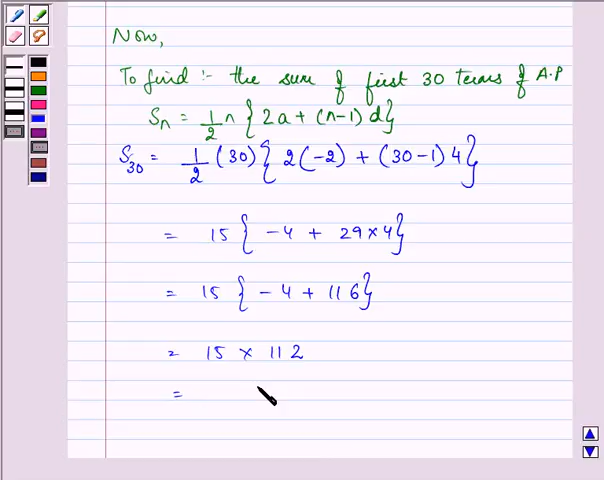 Now,
To find :- the sum of first 30 terms of A.P
Sn = 1/2 n {2a + (n-1) d}
S30 = 1/2 (30) {2(-2) + (30-1) 4}
= 15 {-4 + 29×4}
= 15 {-4 + 116}
= 15 × 112
=